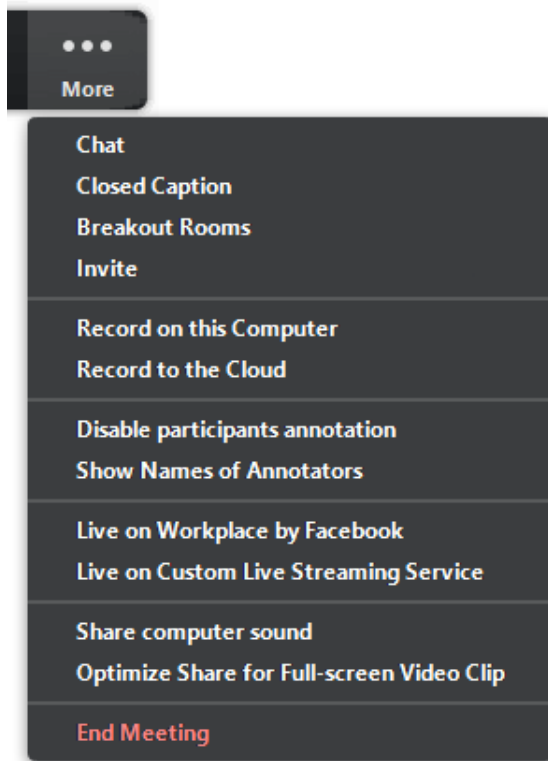 More
Chat
Closed Caption
Breakout Rooms
Invite
Record on this Computer
Record to the Cloud
Disable participants annotation
Show Names of Annotators
Live on Workplace by Facebook
Live on Custom Live Streaming Service
Share computer sound
Optimize Share for Full-screen Video Clip
End Meeting